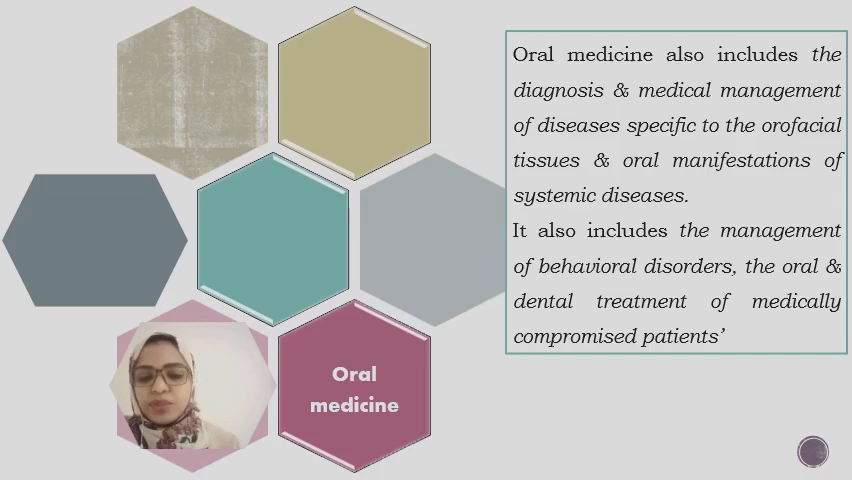 Oral medicine also includes the
diagnosis & medical management
of diseases specific to the orofacial
tissues & oral manifestations of
systemic diseases.
It also includes the management
of behavioral disorders, the oral &
dental treatment of medically
compromised patients’
Oral
medicine